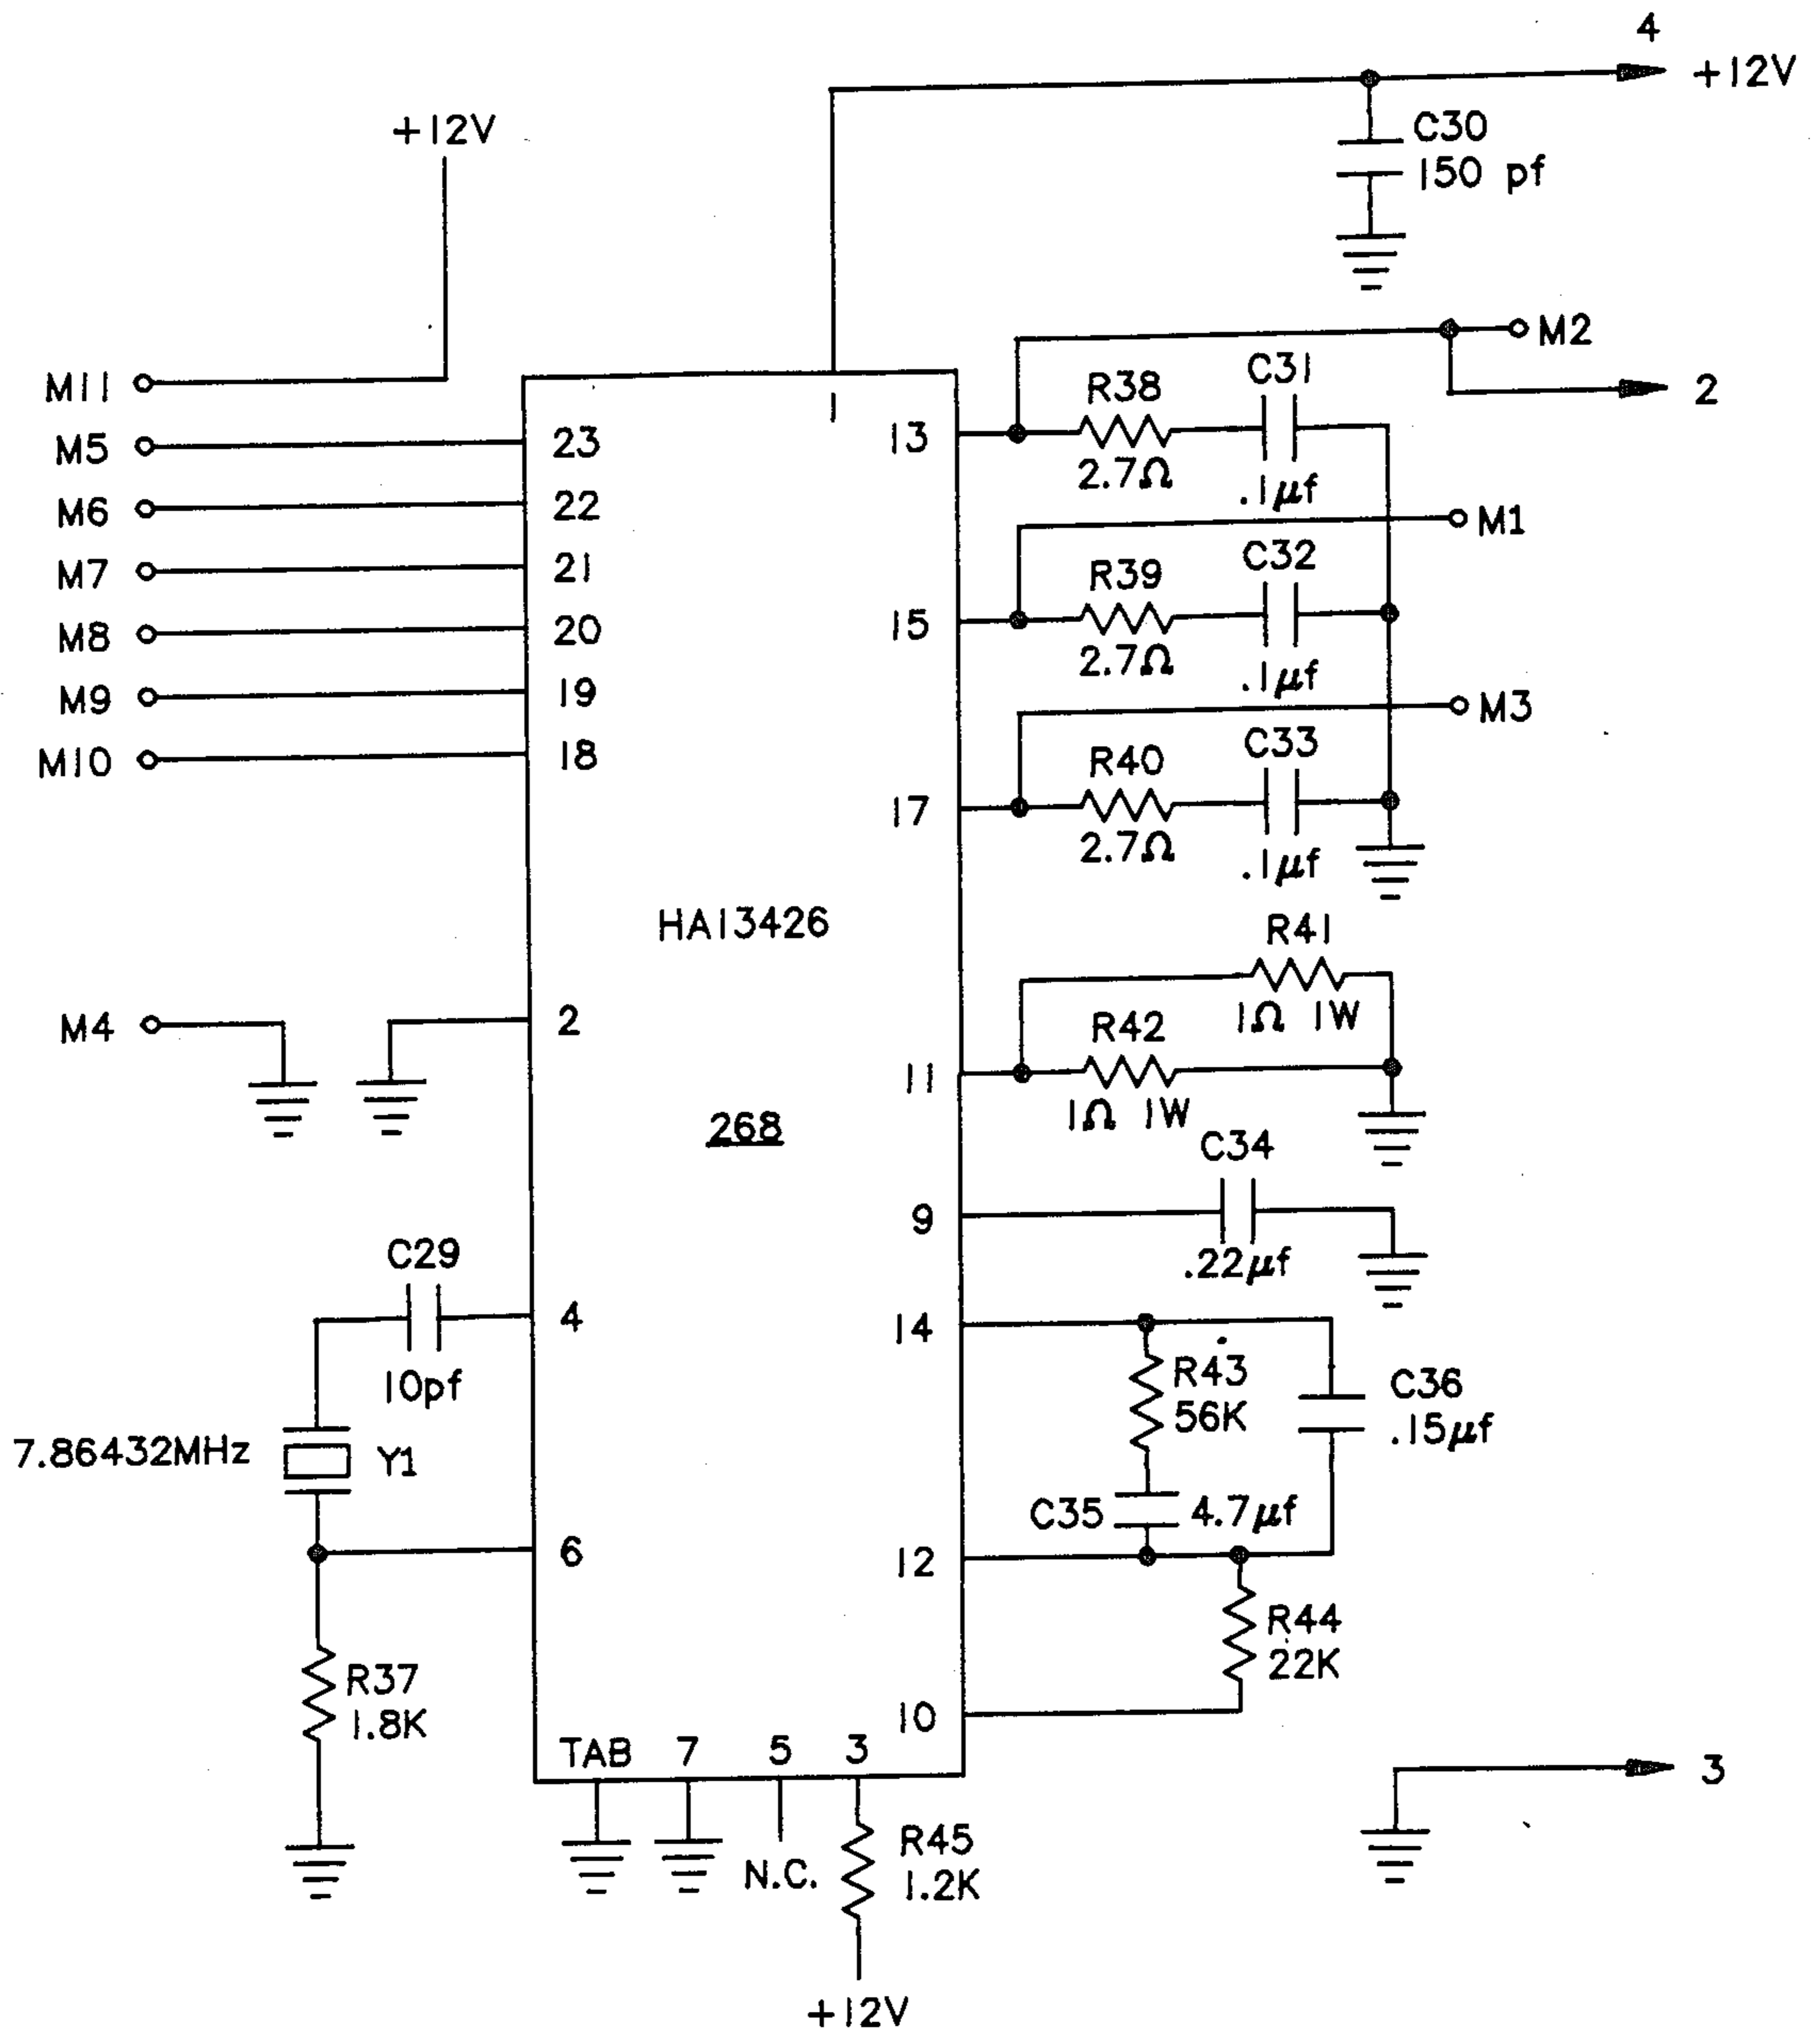 4
+12V
+12V
C30
150 pf
M2
M11
C31
R38
2
M5
23
1
13
2.7Ω
.1μf
M6
22
M1
M7
21
C32
R39
M8
20
15
2.7Ω
.1μf
M9
19
M3
M10
18
C33
R40
17
2.7Ω
.1μf
HA13426
R41
1Ω 1W
M4
2
R42
11
1Ω 1W
268
C34
9
.22μf
C29
4
14
10pf
R43
56K
C36
.15μf
7.86432MHz
Y1
C35
4.7μf
6
12
R44
22K
R37
1.8K
10
TAB
7
5
3
3
R45
1.2K
N.C.
+12V